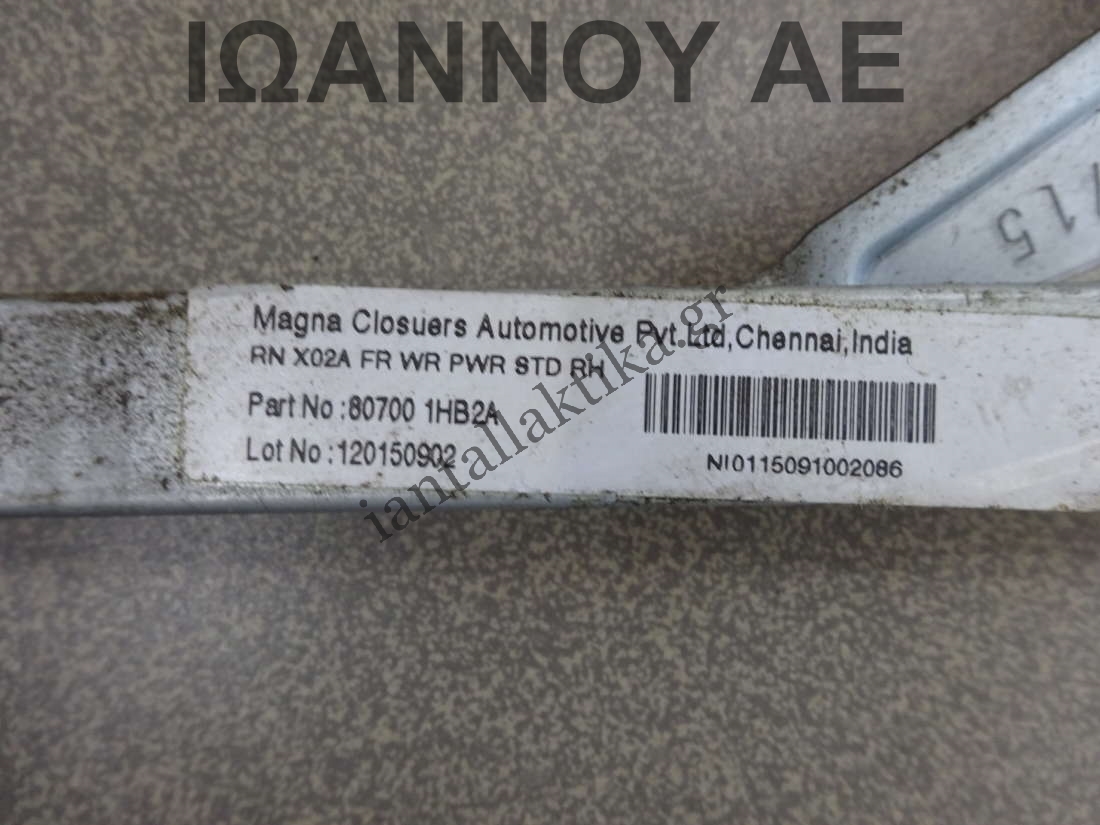 ΙΩΑΝΝΟΥ ΑΕ
715
Magna Closuers Automotive Pvt.Ltd,Chennai,India
RN X02A FR WR PWR STD RH
Part No :80700 1HB2A
Lot No :120150902
NI0115091002086
iantallaktika.gr